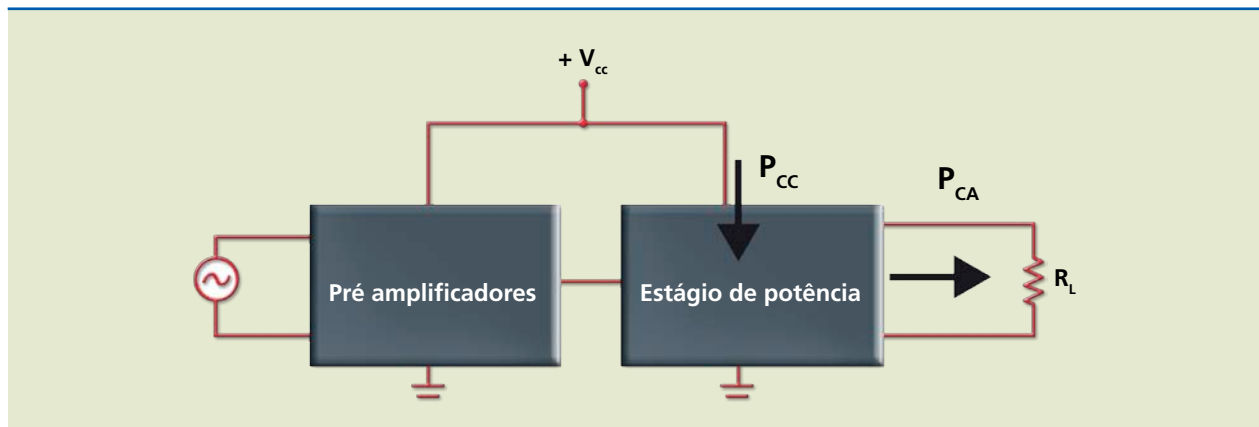 + Vcc
PCC
PCA
Pré amplificadores
Estágio de potência
RL